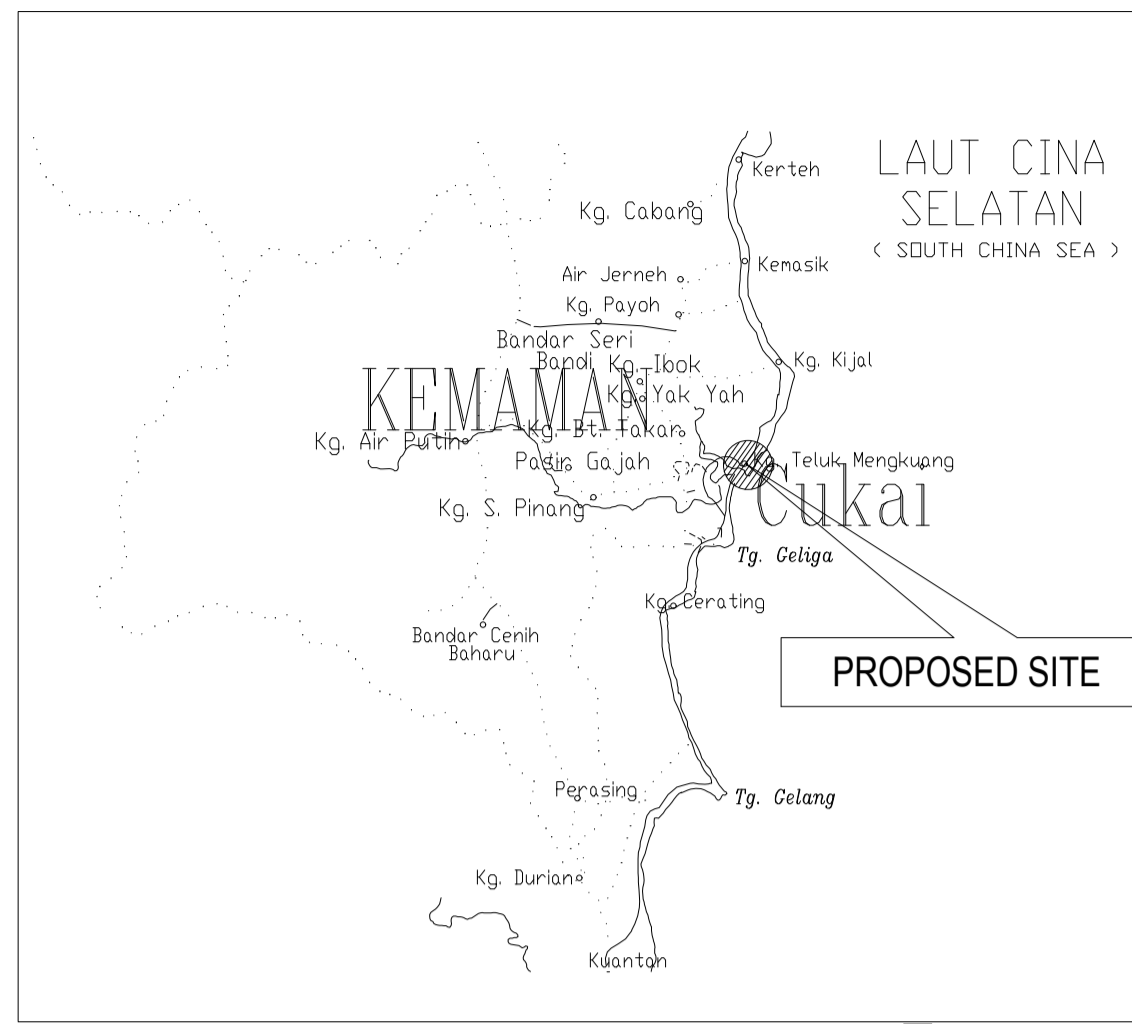 LAUT CINA
SELATAN
( SOUTH CHINA SEA )
Kerteh
Kg. Cabang
Kemasik
Air Jerneh
Kg. Payoh
Bandar Seri
Bandi
Kg. Ibok
Kg. Kijal
KEMAMAN
Kg. Yak Yah
Kg. Bt. Takar
Kg. Air Putih
Pasir Gajah
Kg. Teluk Mengkuang
Cukai
Kg. S. Pinang
Tg. Geliga
Kg. Cerating
Bandar Cenih
Baharu
PROPOSED SITE
Perasing
Tg. Gelang
Kg. Durian
Kuantan